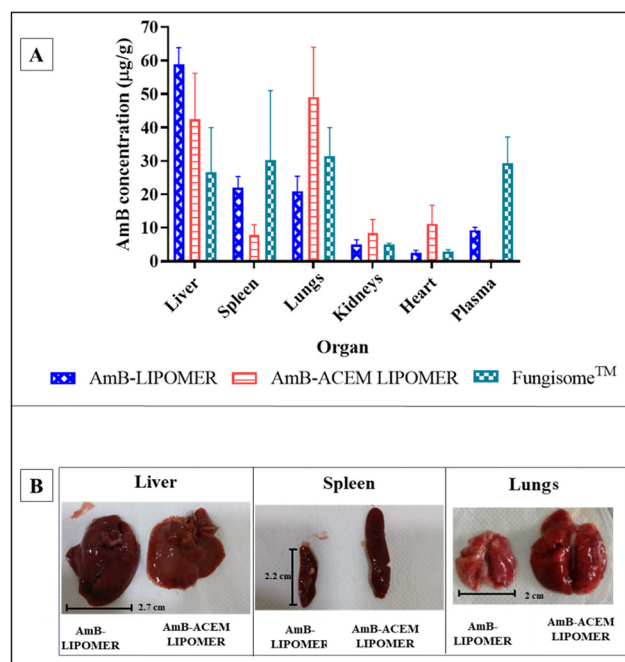 A
AmB concentration (µg/g)
70
60
50
40
30
20
10
0
Liver
Spleen
Lungs
Kidneys
Heart
Plasma
Organ
AmB-LIPOMER
AmB-ACEM LIPOMER
Fungisome™
B
Liver
Spleen
Lungs
2.7 cm
2.2 cm
2 cm
AmB-
LIPOMER
AmB-ACEM
LIPOMER
AmB-
LIPOMER
AmB-ACEM
LIPOMER
AmB-
LIPOMER
AmB-ACEM
LIPOMER